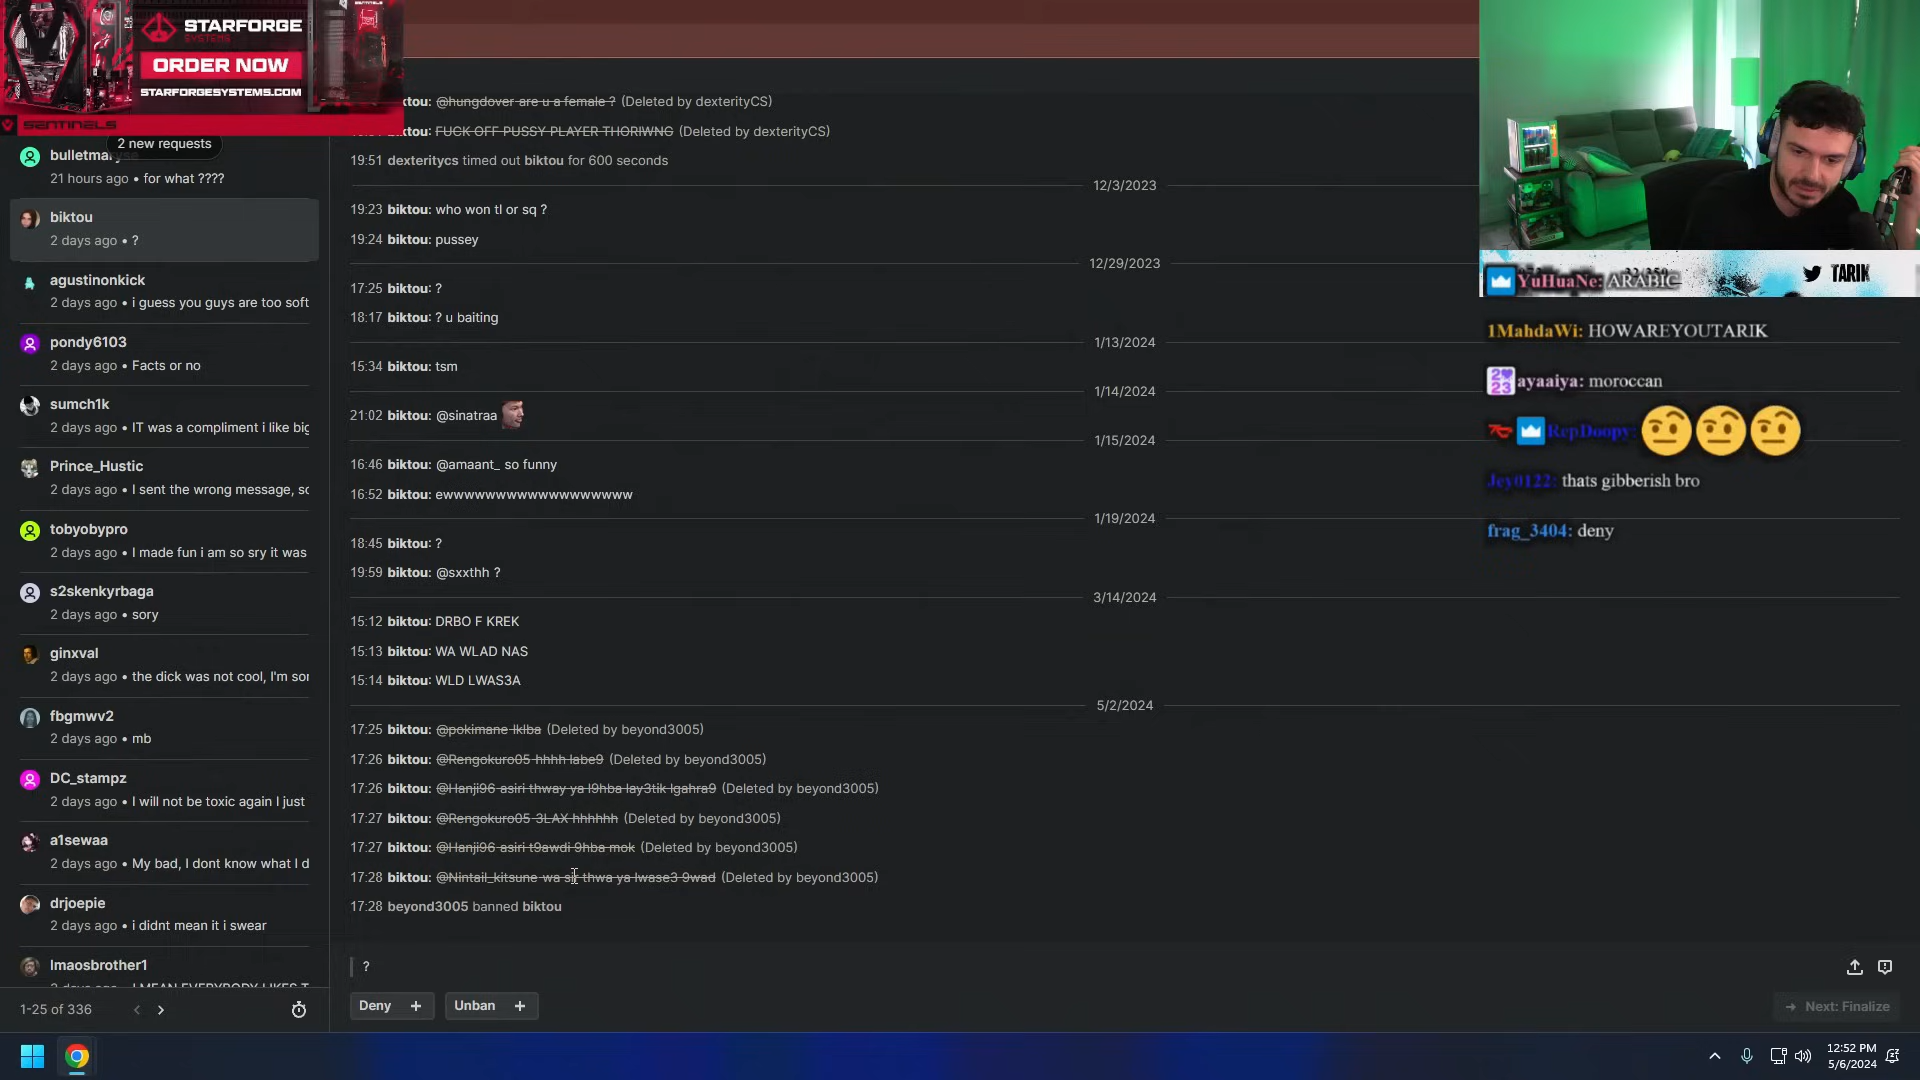 STARFORGE
SYSTEMS
ORDER NOW
STARFORGESYSTEMS.COM
SENTINELS
2 new requests
21 hours ago • for what ????
biktou
2 days ago • ?
agustinonkick
2 days ago • i guess you guys are too soft
pondy6103
2 days ago • Facts or no
sumch1k
2 days ago • IT was a compliment i like big
Prince_Hustic
2 days ago • I sent the wrong message, so
tobyobypro
2 days ago • I made fun i am so sry it was
s2skenkyrbaga
2 days ago • sory
ginxval
2 days ago • the dick was not cool, I'm sor
fbgmwv2
2 days ago • mb
DC_stampz
2 days ago • I will not be toxic again I just
a1sewaa
2 days ago • My bad, I dont know what I d
drjoepie
2 days ago • i didnt mean it i swear
lmaosbrother1
1-25 of 336
ktou: @hungdover are u a female ? (Deleted by dexterityCS)
ktou: FUCK OFF PUSSY PLAYER THORIWNG (Deleted by dexterityCS)
19:51 dexteritycs timed out biktou for 600 seconds
12/3/2023
19:23 biktou: who won tl or sq ?
19:24 biktou: pussey
12/29/2023
17:25 biktou: ?
18:17 biktou: ? u baiting
1/13/2024
15:34 biktou: tsm
1/14/2024
21:02 biktou: @sinatraa
1/15/2024
16:46 biktou: @amaant_ so funny
16:52 biktou: ewwwwwwwwwwwwwwwwww
1/19/2024
18:45 biktou: ?
19:59 biktou: @sxxthh ?
3/14/2024
15:12 biktou: DRBO F KREK
15:13 biktou: WA WLAD NAS
15:14 biktou: WLD LWAS3A
5/2/2024
17:25 biktou: @pokimane lklba (Deleted by beyond3005)
17:26 biktou: @Rengokuro05 hhhh labe9 (Deleted by beyond3005)
17:26 biktou: @Hanji96 asiri thway ya l9hba lay3tik lgahra9 (Deleted by beyond3005)
17:27 biktou: @Rengokuro05 3LAX hhhhhh (Deleted by beyond3005)
17:27 biktou: @Hanji96 asiri t9awdi 9hba mok (Deleted by beyond3005)
17:28 biktou: @Nintail_kitsune wa sir thwa ya lwase3 9wad (Deleted by beyond3005)
17:28 beyond3005 banned biktou
?
Deny +
Unban +
Next: Finalize
TARIK
YuHuaNe: ARABIC
1MahdaWi: HOWAREYOUTARIK
ayaaiya: moroccan
RepDoopy:
Jey0122: thats gibberish bro
frag_3404: deny
12:52 PM
5/6/2024